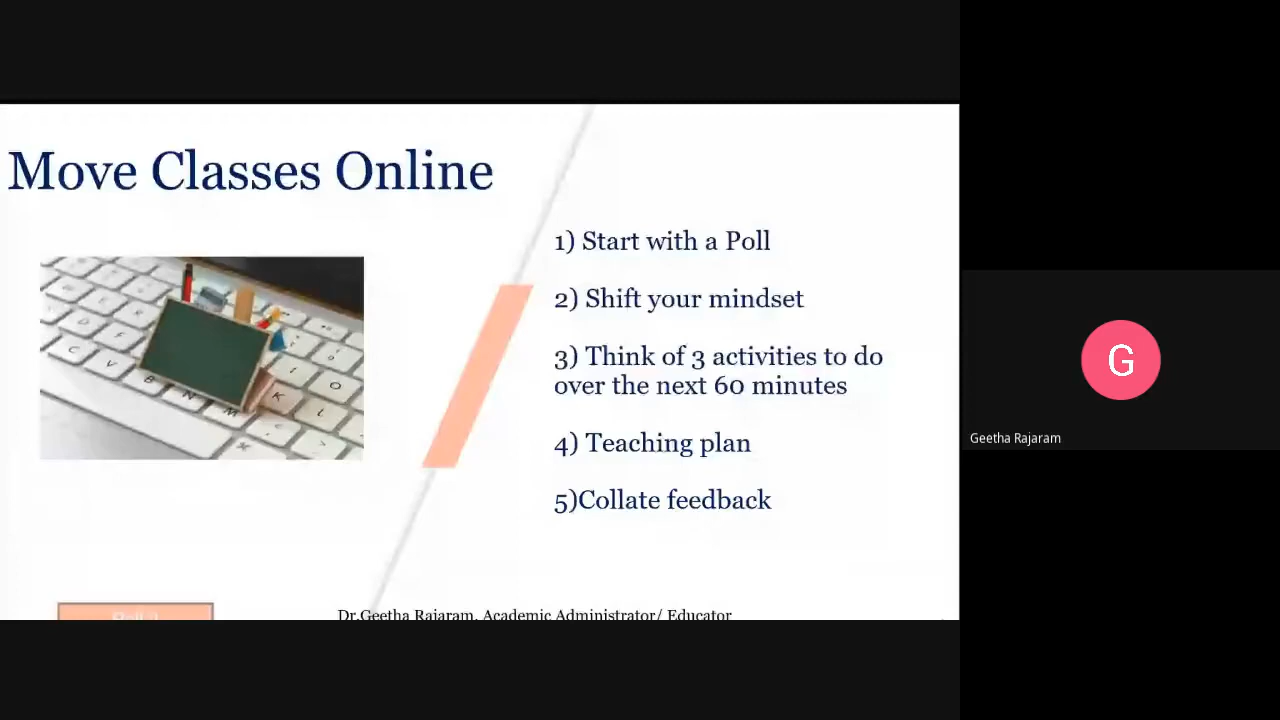 Move Classes Online
1) Start with a Poll
2) Shift your mindset
3) Think of 3 activities to do
over the next 60 minutes
4) Teaching plan
5)Collate feedback
Dr.Geetha Rajaram, Academic Administrator/ Educator
G
Geetha Rajaram